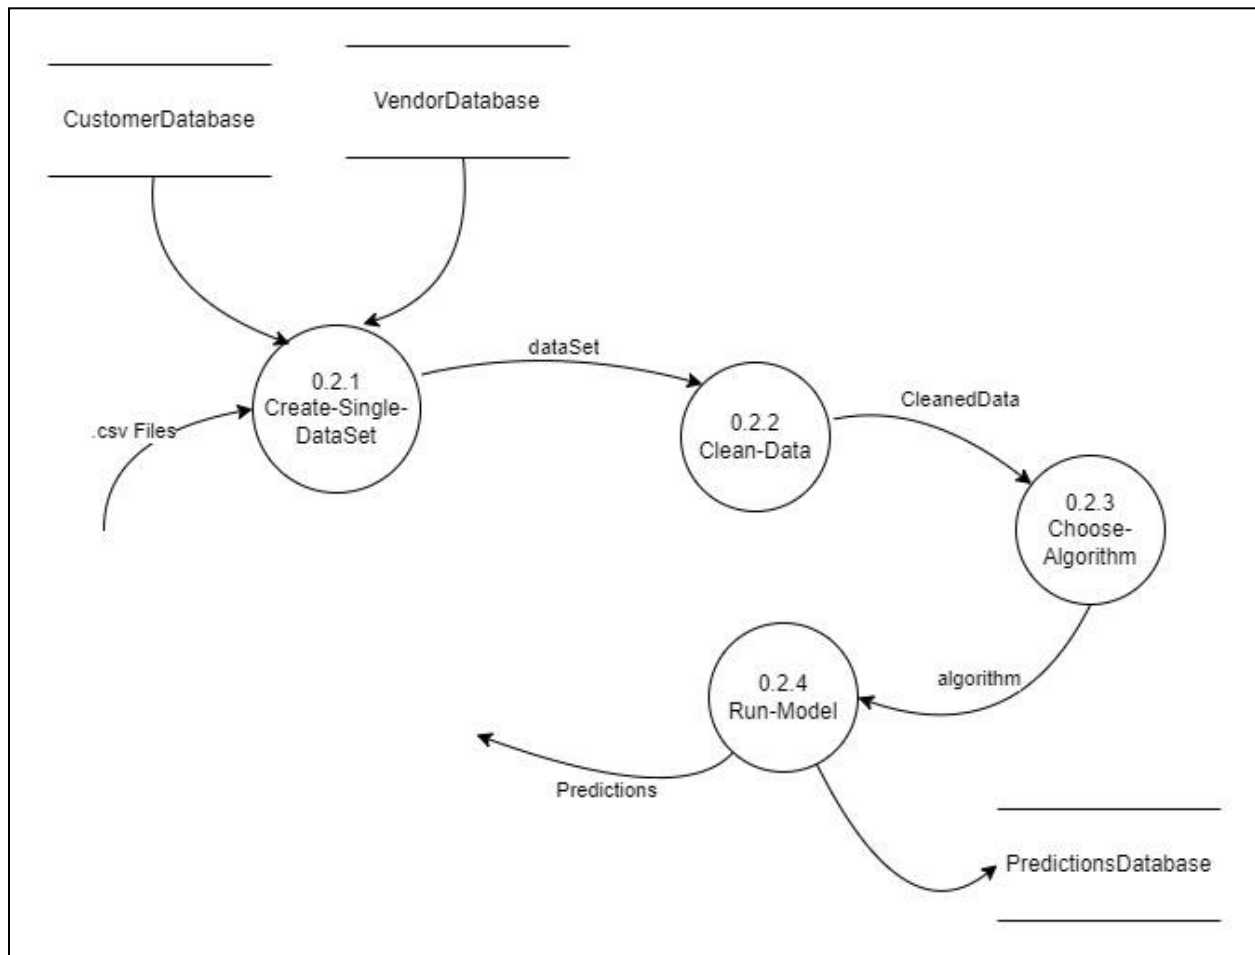 CustomerDatabase
VendorDatabase
dataSet
0.2.1
Create-Single-
DataSet
.csv Files
0.2.2
Clean-Data
CleanedData
0.2.3
Choose-
Algorithm
algorithm
0.2.4
Run-Model
Predictions
PredictionsDatabase